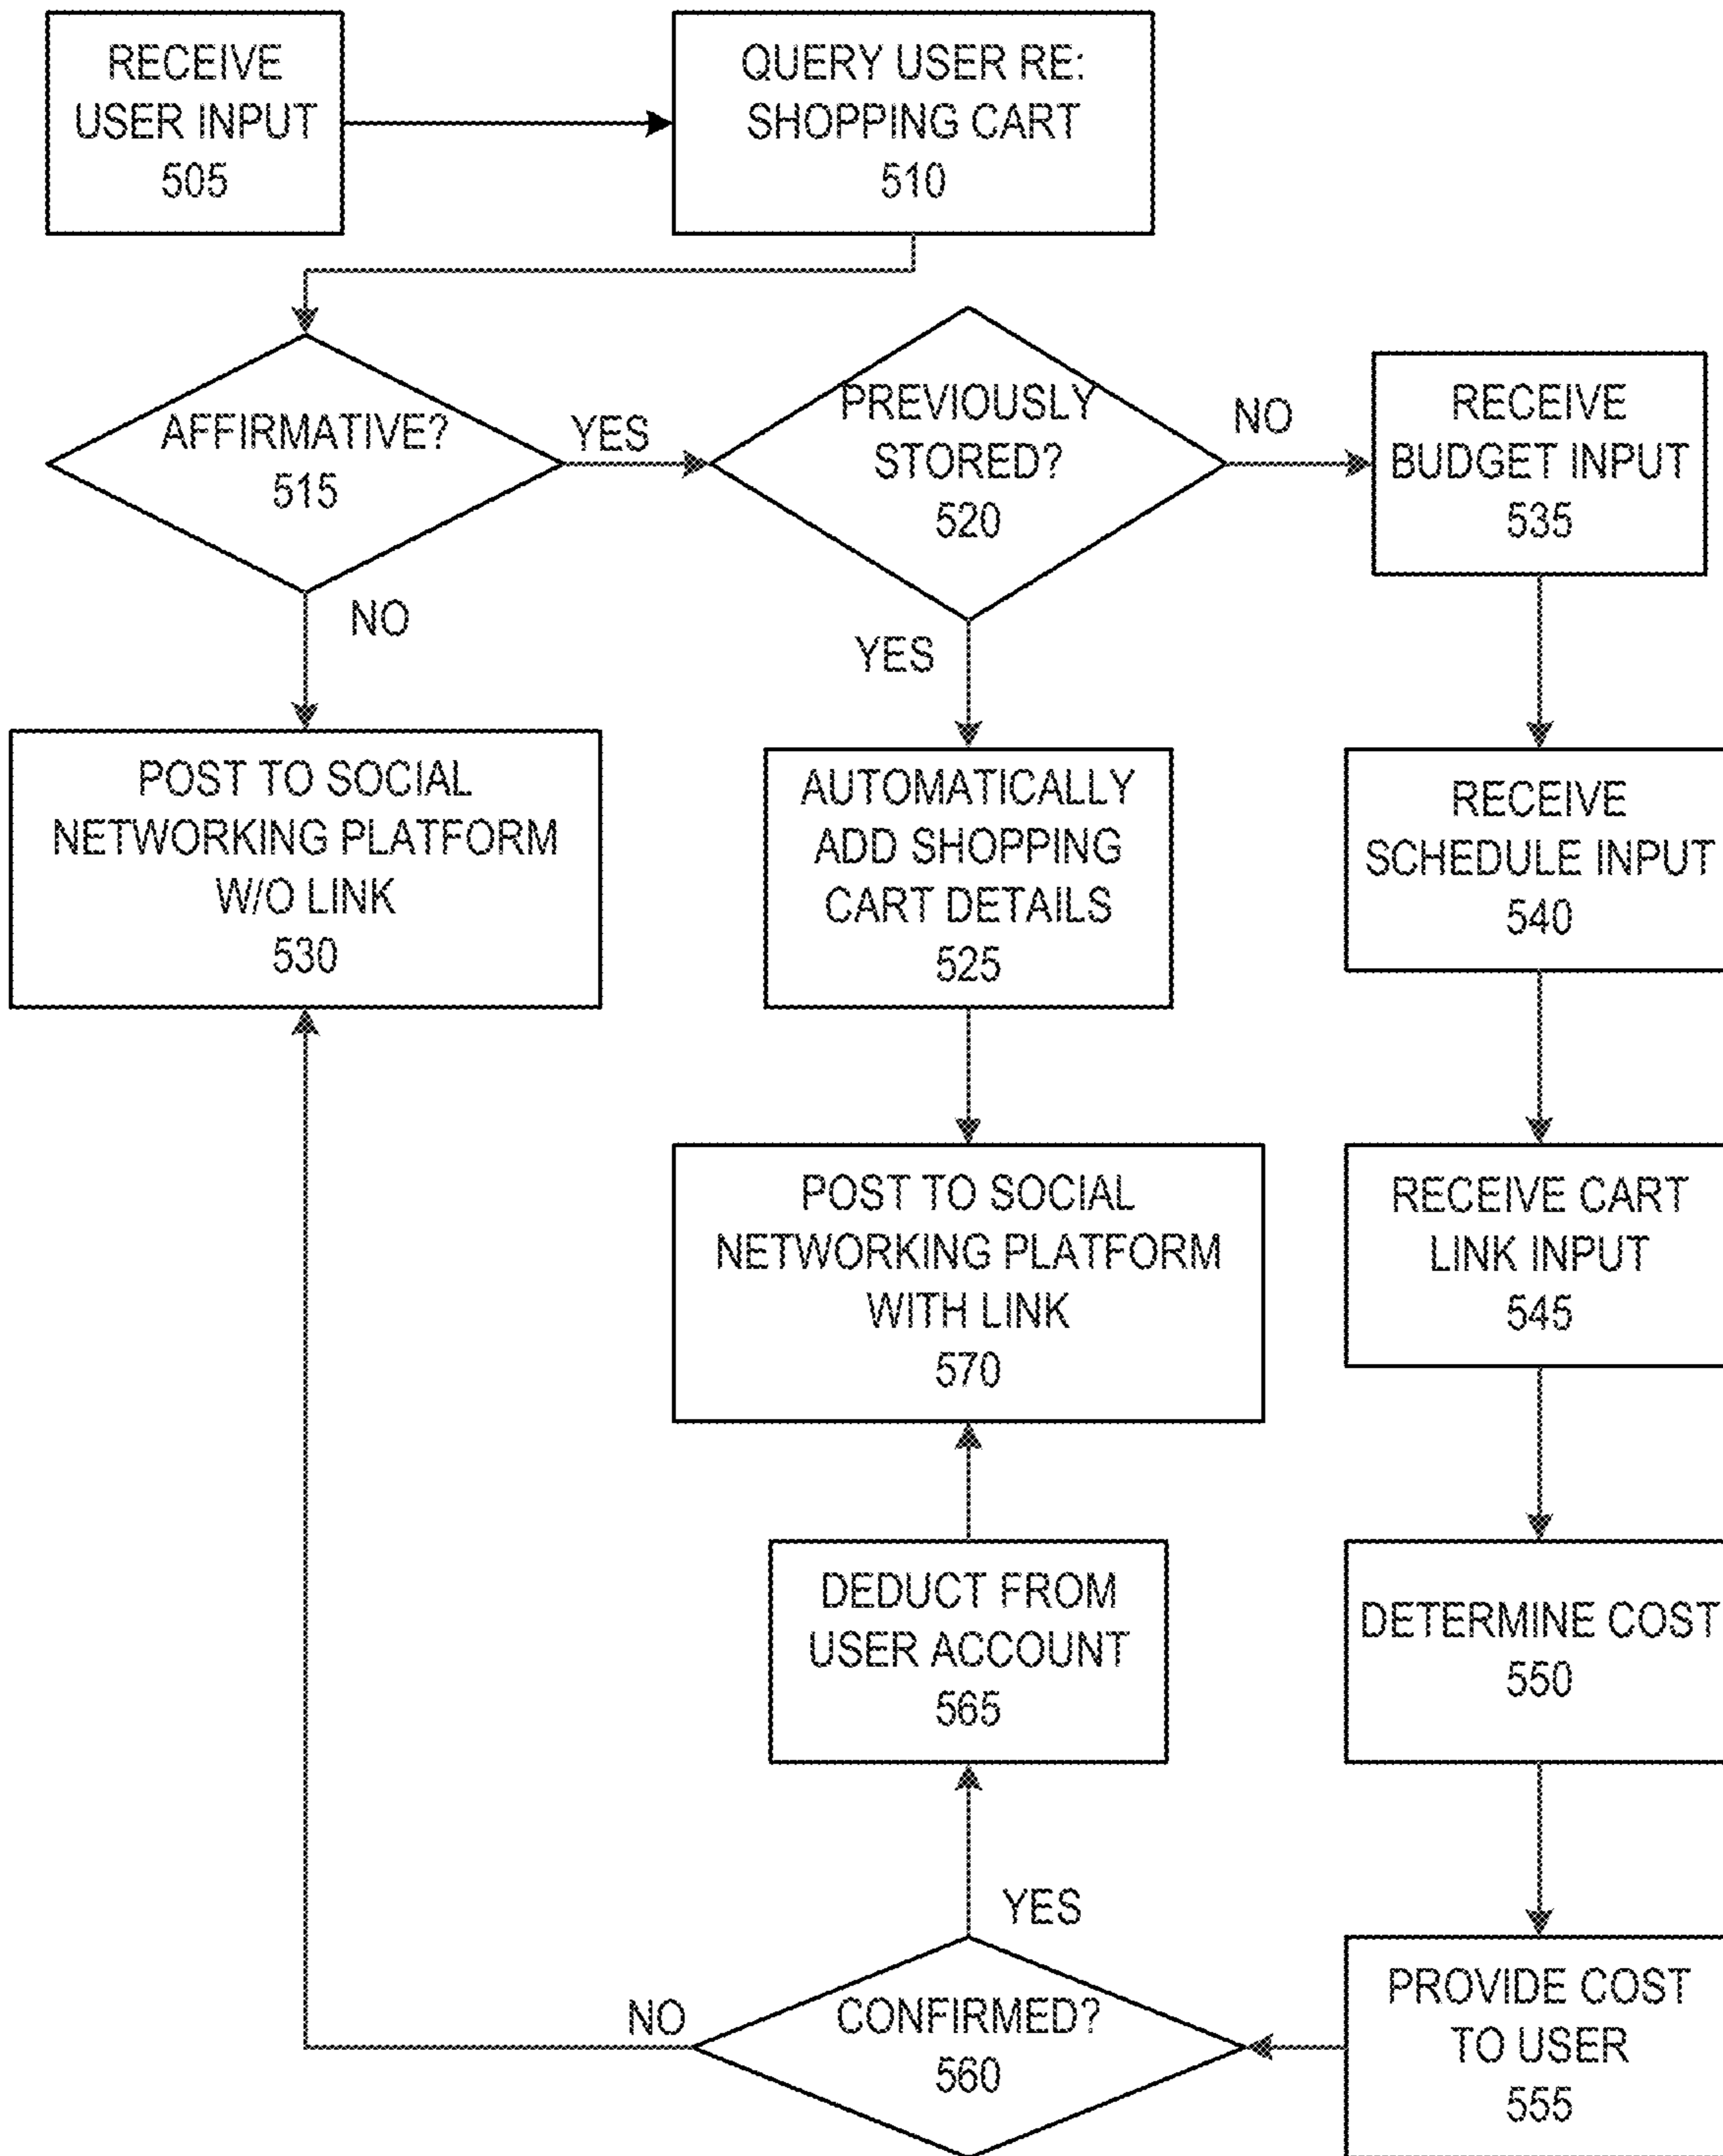 RECEIVE
USER INPUT
505
QUERY USER RE:
SHOPPING CART
510
AFFIRMATIVE?
515
YES
NO
PREVIOUSLY
STORED?
520
NO
YES
RECEIVE
BUDGET INPUT
535
POST TO SOCIAL
NETWORKING PLATFORM
W/O LINK
530
AUTOMATICALLY
ADD SHOPPING
CART DETAILS
525
RECEIVE
SCHEDULE INPUT
540
POST TO SOCIAL
NETWORKING PLATFORM
WITH LINK
570
RECEIVE CART
LINK INPUT
545
DEDUCT FROM
USER ACCOUNT
565
DETERMINE COST
550
YES
NO
CONFIRMED?
560
PROVIDE COST
TO USER
555